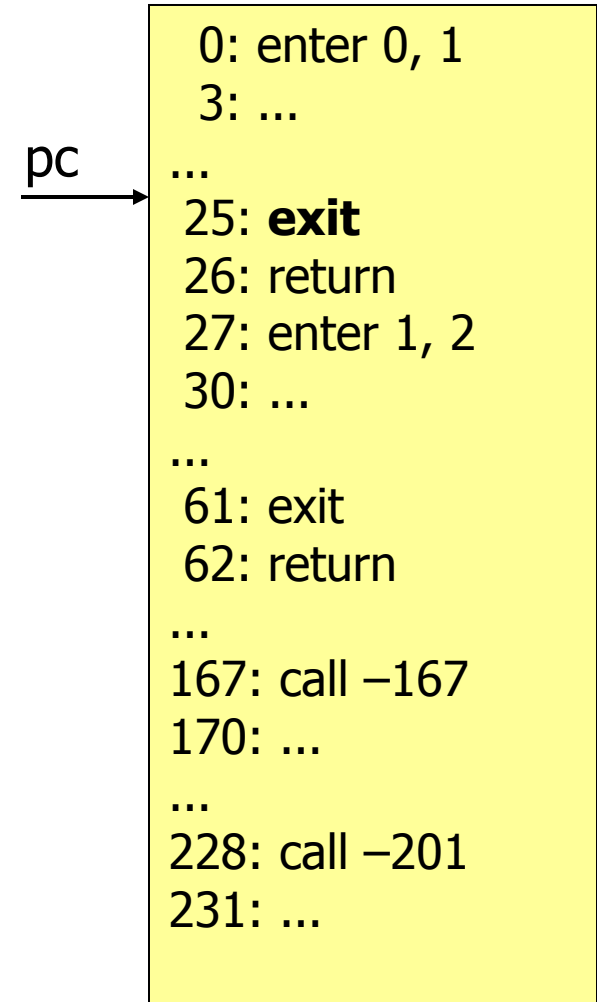 0: enter 0, 1
3: ...
pc
...
25: exit
26: return
27: enter 1, 2
30: ...
...
61: exit
62: return
...
167: call –167
170: ...
...
228: call –201
231: ...